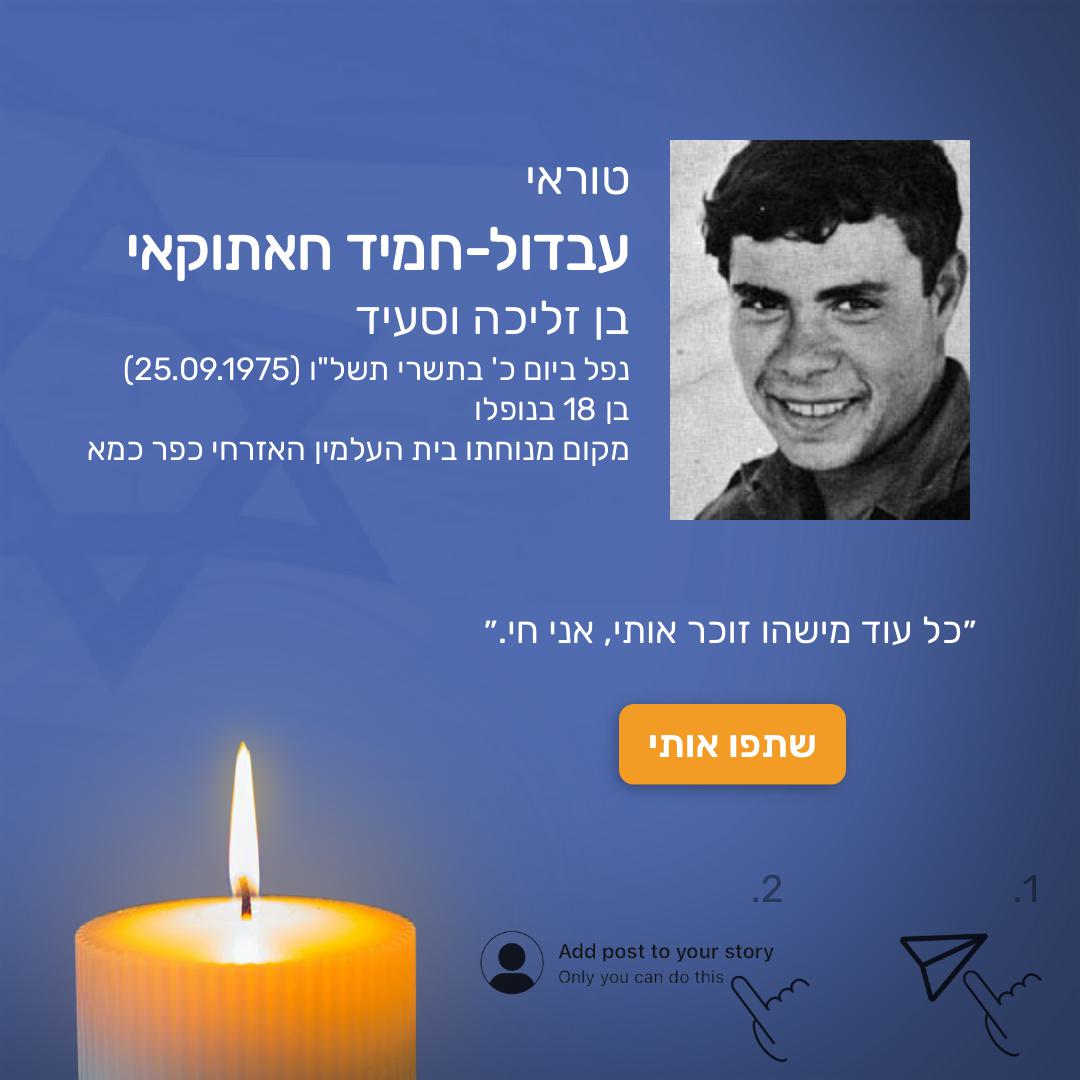 טוראי
עבדול-חמיד חאתוקאי
בן זליכה וסעיד
נפל ביום כ' בתשרי תשל"ו (25.09.1975)
בן 18 בנופלו
מקום מנוחתו בית העלמין האזרחי כפר כמא
״כל עוד מישהו זוכר אותי, אני חי.״
שתפו אותי
.1
.2
Add post to your story
Only you can do this